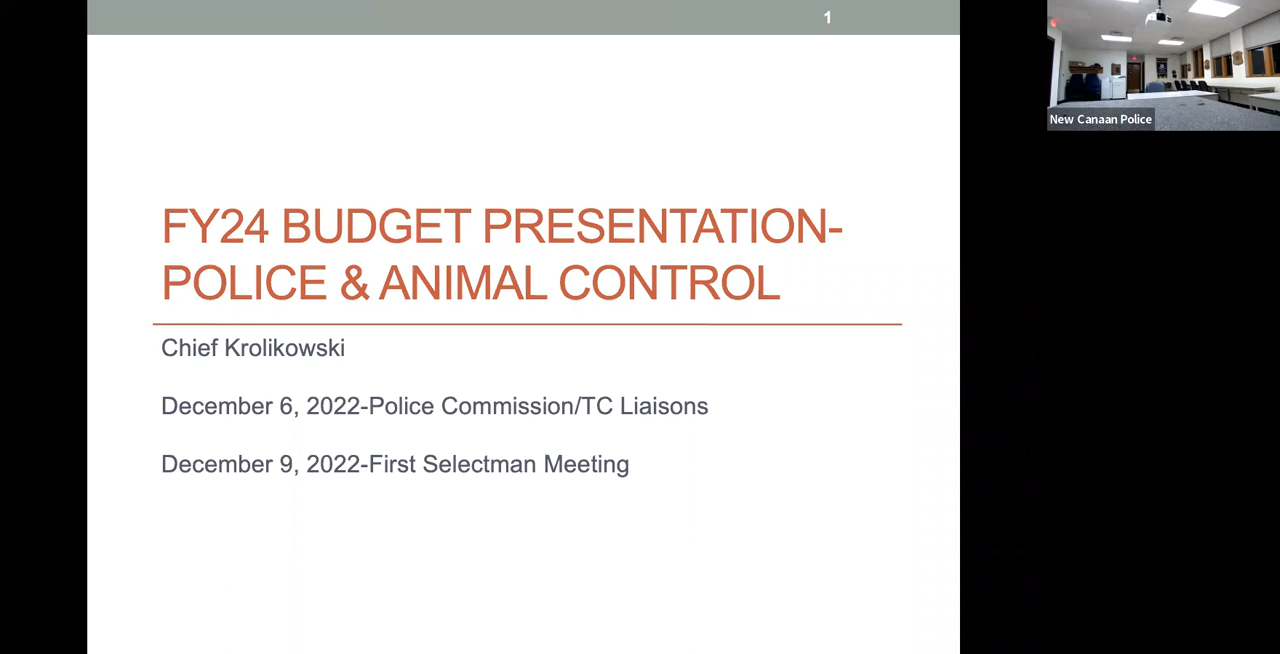 1
FY24 BUDGET PRESENTATION-
POLICE & ANIMAL CONTROL
Chief Krolikowski
December 6, 2022-Police Commission/TC Liaisons
December 9, 2022-First Selectman Meeting
New Canaan Police